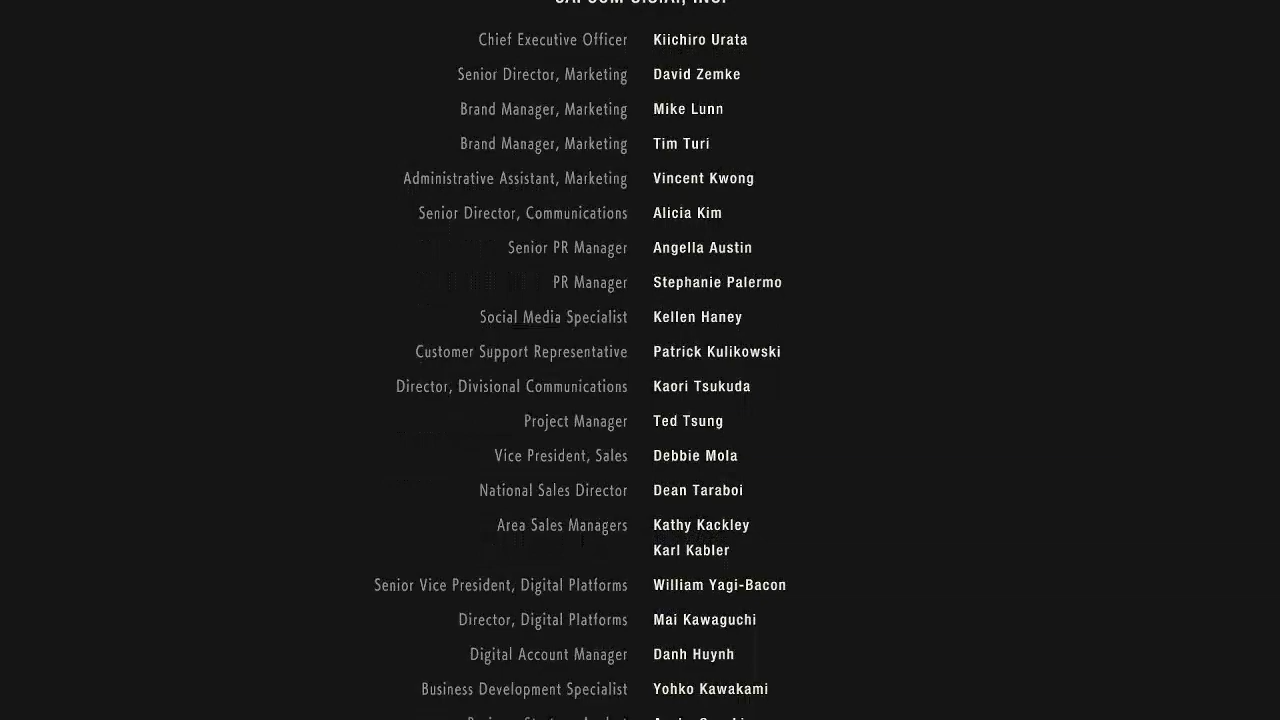 Chief Executive Officer Kiichiro Urata
Senior Director, Marketing David Zemke
Brand Manager, Marketing Mike Lunn
Brand Manager, Marketing Tim Turi
Administrative Assistant, Marketing Vincent Kwong
Senior Director, Communications Alicia Kim
Senior PR Manager Angella Austin
PR Manager Stephanie Palermo
Social Media Specialist Kellen Haney
Customer Support Representative Patrick Kulikowski
Director, Divisional Communications Kaori Tsukuda
Project Manager Ted Tsung
Vice President, Sales Debbie Mola
National Sales Director Dean Taraboi
Area Sales Managers Kathy Kackley
Karl Kabler
Senior Vice President, Digital Platforms William Yagi-Bacon
Director, Digital Platforms Mai Kawaguchi
Digital Account Manager Danh Huynh
Business Development Specialist Yohko Kawakami